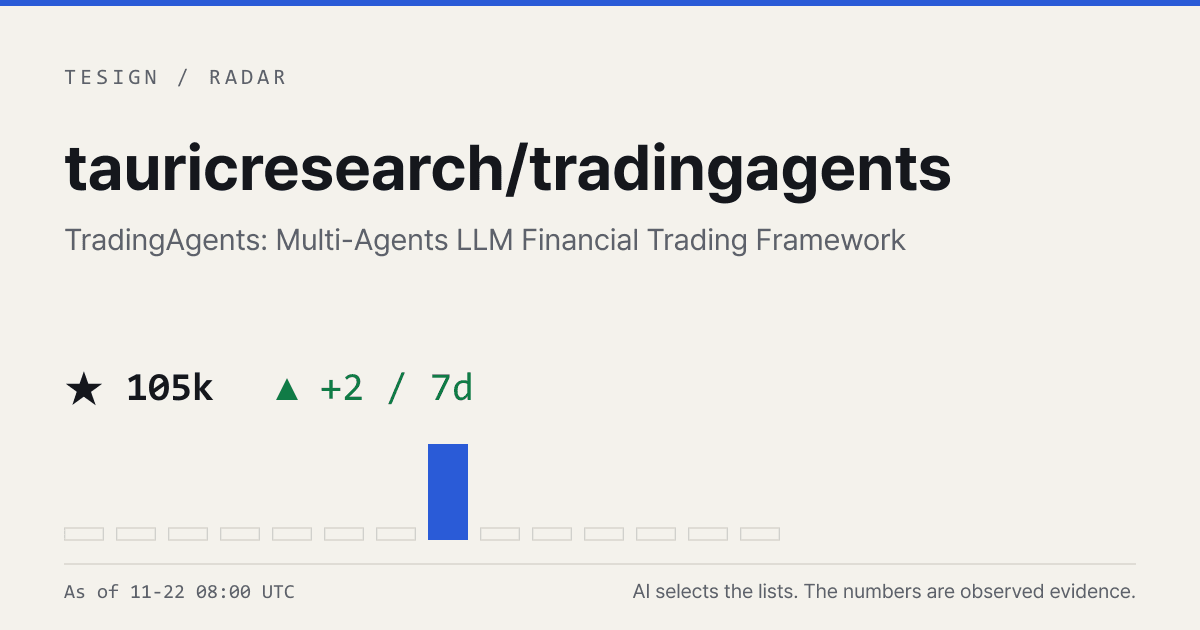 TESIGN / RADAR
tauricresearch/tradingagents
TradingAgents: Multi-Agents LLM Financial Trading Framework
★ 105k ▲ +2 / 7d
As of 11-22 08:00 UTC
AI selects the lists. The numbers are observed evidence.